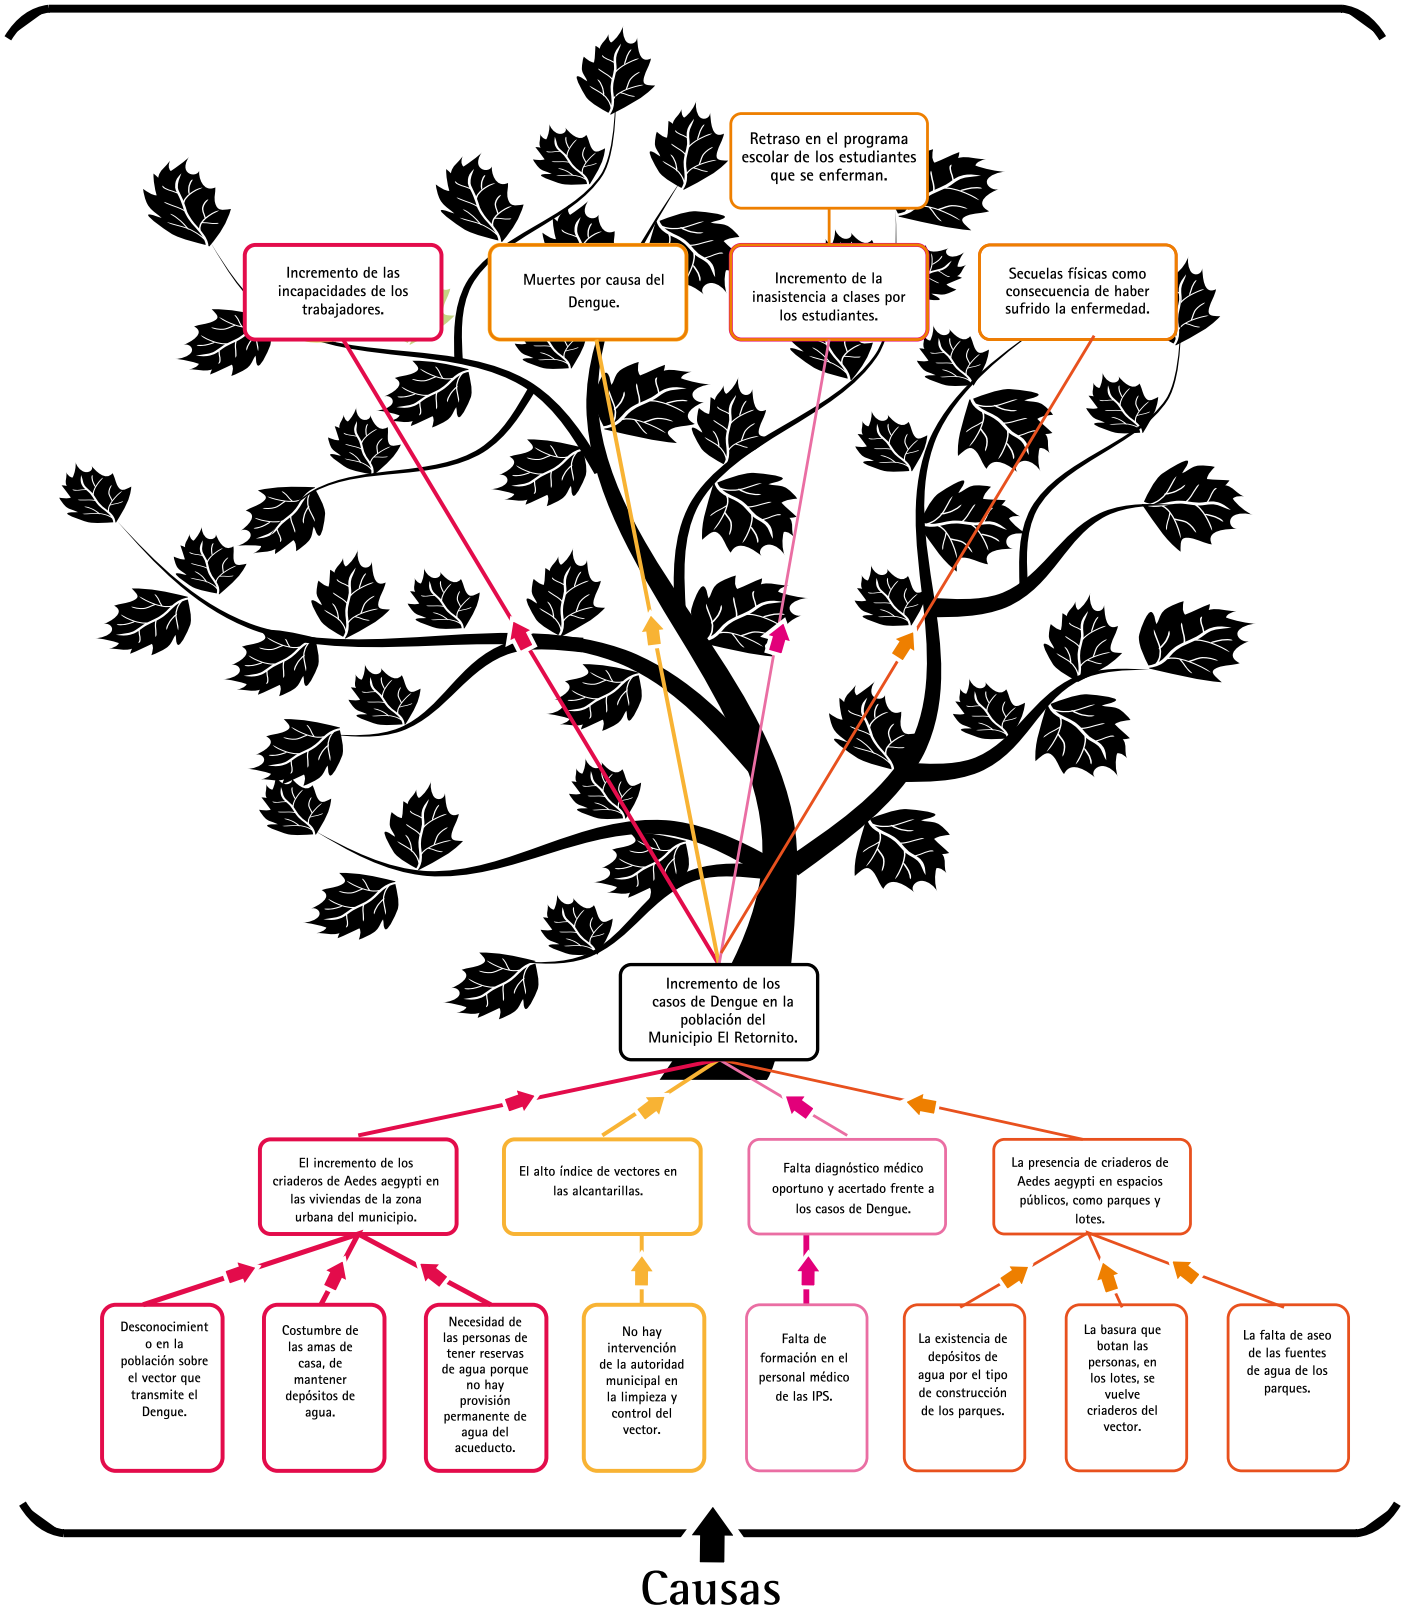 Retraso en el programa
escolar de los estudiantes
que se enferman.
Incremento de las
incapacidades de los
trabajadores.
Muertes por causa del
Dengue.
Incremento de la
inasistencia a clases por
los estudiantes.
Secuelas físicas como
consecuencia de haber
sufrido la enfermedad.
Incremento de los
casos de Dengue en la
población del
Municipio El Retornito.
El incremento de los
criaderos de Aedes aegypti en
las viviendas de la zona
urbana del municipio.
El alto índice de vectores en
las alcantarillas.
Falta diagnóstico médico
oportuno y acertado frente a
los casos de Dengue.
La presencia de criaderos de
Aedes aegypti en espacios
públicos, como parques y
lotes.
Desconocimient
o en la
población sobre
el vector que
transmite el
Dengue.
Costumbre de
las amas de
casa, de
mantener
depósitos de
agua.
Necesidad de
las personas de
tener reservas
de agua porque
no hay
provisión
permanente de
agua del
acueducto.
No hay
intervención
de la autoridad
municipal en
la limpieza y
control del
vector.
Falta de
formación en el
personal médico
de las IPS.
La existencia de
depósitos de
agua por el tipo
de construcción
de los parques.
La basura que
botan las
personas, en
los lotes, se
vuelve
criaderos del
vector.
La falta de aseo
de las fuentes
de agua de los
parques.
Causas